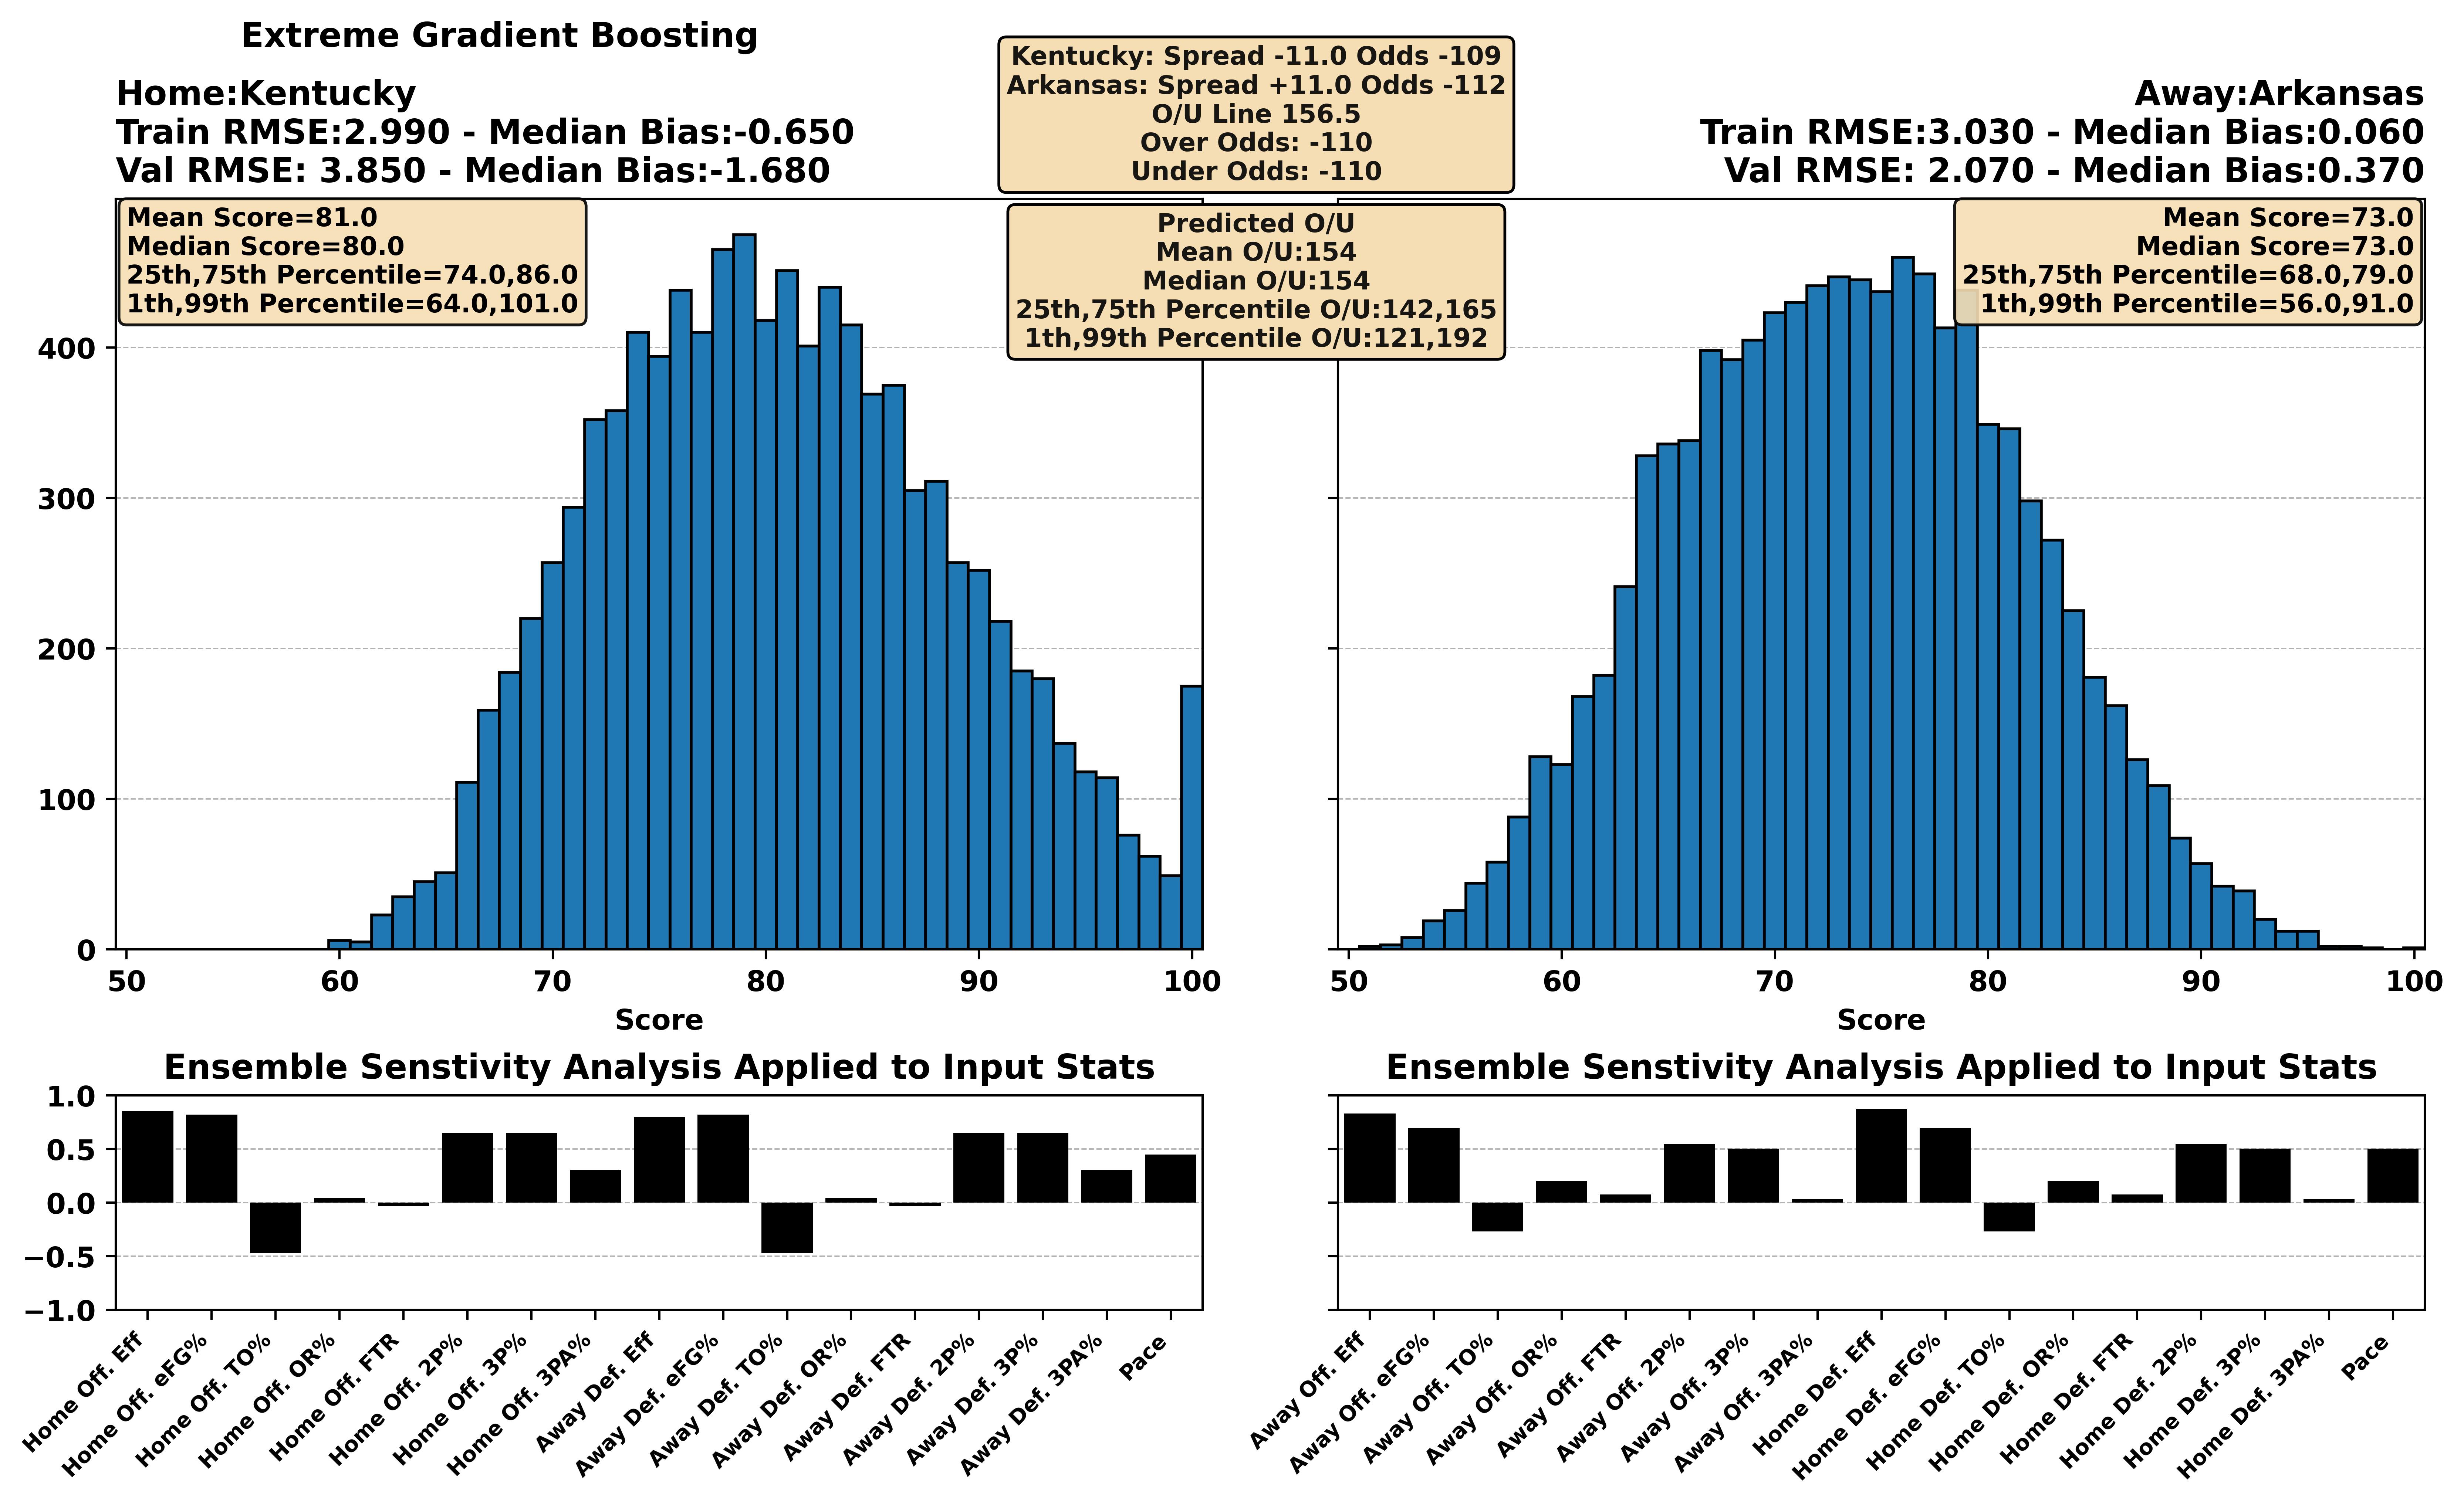 Extreme Gradient Boosting
Home:Kentucky
Train RMSE:2.990 - Median Bias:-0.650
Val RMSE: 3.850 - Median Bias:-1.680
Kentucky: Spread -11.0 Odds -109
Arkansas: Spread +11.0 Odds -112
O/U Line 156.5
Over Odds: -110
Under Odds: -110
Away:Arkansas
Train RMSE:3.030 - Median Bias:0.060
Val RMSE: 2.070 - Median Bias:0.370
Mean Score=81.0
Median Score=80.0
25th,75th Percentile=74.0,86.0
1th,99th Percentile=64.0,101.0
Predicted O/U
Mean O/U:154
Median O/U:154
25th,75th Percentile O/U:142,165
1th,99th Percentile O/U:121,192
Mean Score=73.0
Median Score=73.0
25th,75th Percentile=68.0,79.0
1th,99th Percentile=56.0,91.0
400
300
200
100
0
50 60 70 80 90 100
Score
50 60 70 80 90 100
Score
Ensemble Senstivity Analysis Applied to Input Stats
1.0
0.5
0.0
−0.5
−1.0
Home Off. Eff
Home Off. eFG%
Home Off. TO%
Home Off. OR%
Home Off. FTR
Home Off. 2P%
Home Off. 3P%
Home Off. 3PA%
Away Def. Eff
Away Def. eFG%
Away Def. TO%
Away Def. OR%
Away Def. FTR
Away Def. 2P%
Away Def. 3P%
Away Def. 3PA%
Pace
Ensemble Senstivity Analysis Applied to Input Stats
Away Off. Eff
Away Off. eFG%
Away Off. TO%
Away Off. OR%
Away Off. FTR
Away Off. 2P%
Away Off. 3P%
Away Off. 3PA%
Home Def. Eff
Home Def. eFG%
Home Def. TO%
Home Def. OR%
Home Def. FTR
Home Def. 2P%
Home Def. 3P%
Home Def. 3PA%
Pace